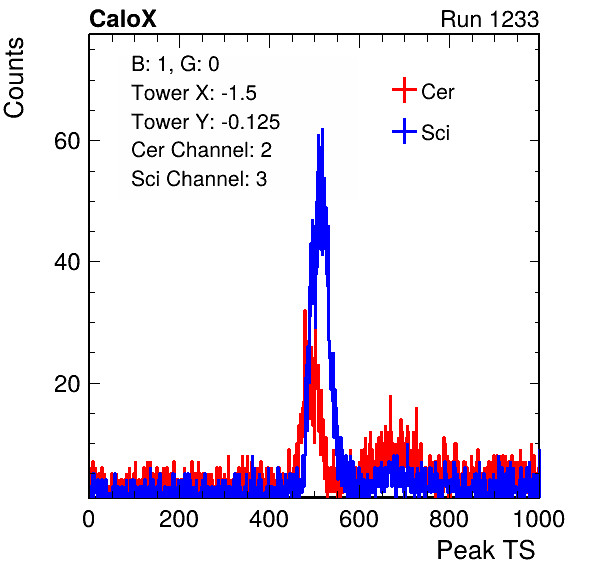 CaloX Run 1233
Counts
B: 1, G: 0
Tower X: -1.5
Tower Y: -0.125
Cer Channel: 2
Sci Channel: 3
Cer
Sci
60
40
20
0 200 400 600 800 1000
Peak TS